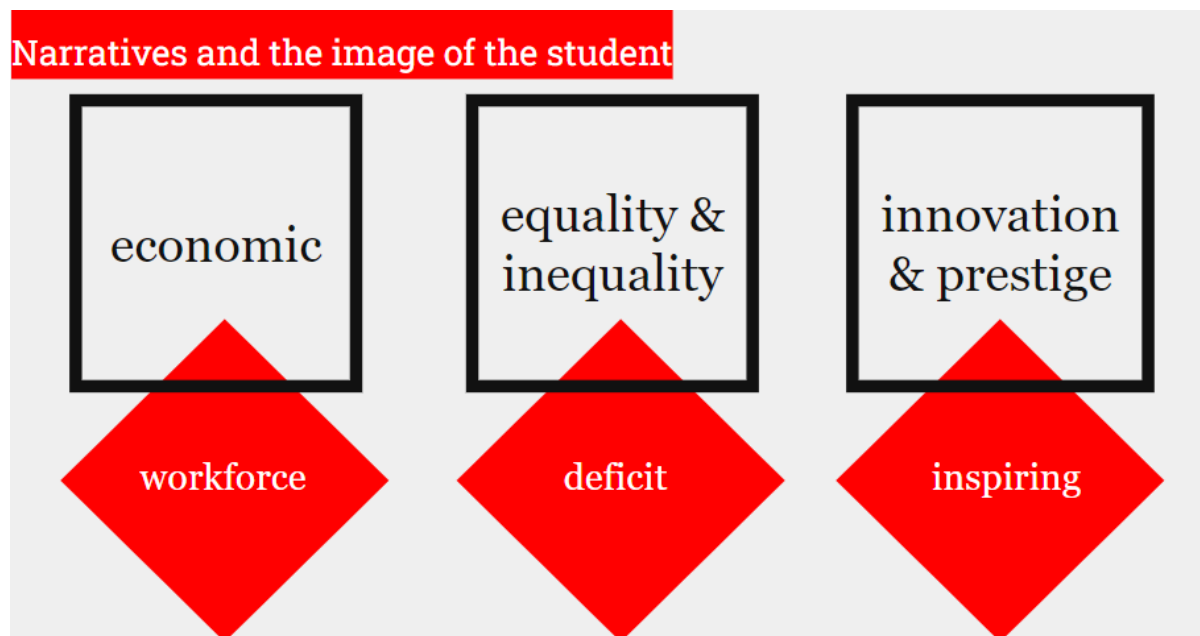 Narratives and the image of the student
economic
equality &
inequality
innovation
& prestige
workforce
deficit
inspiring